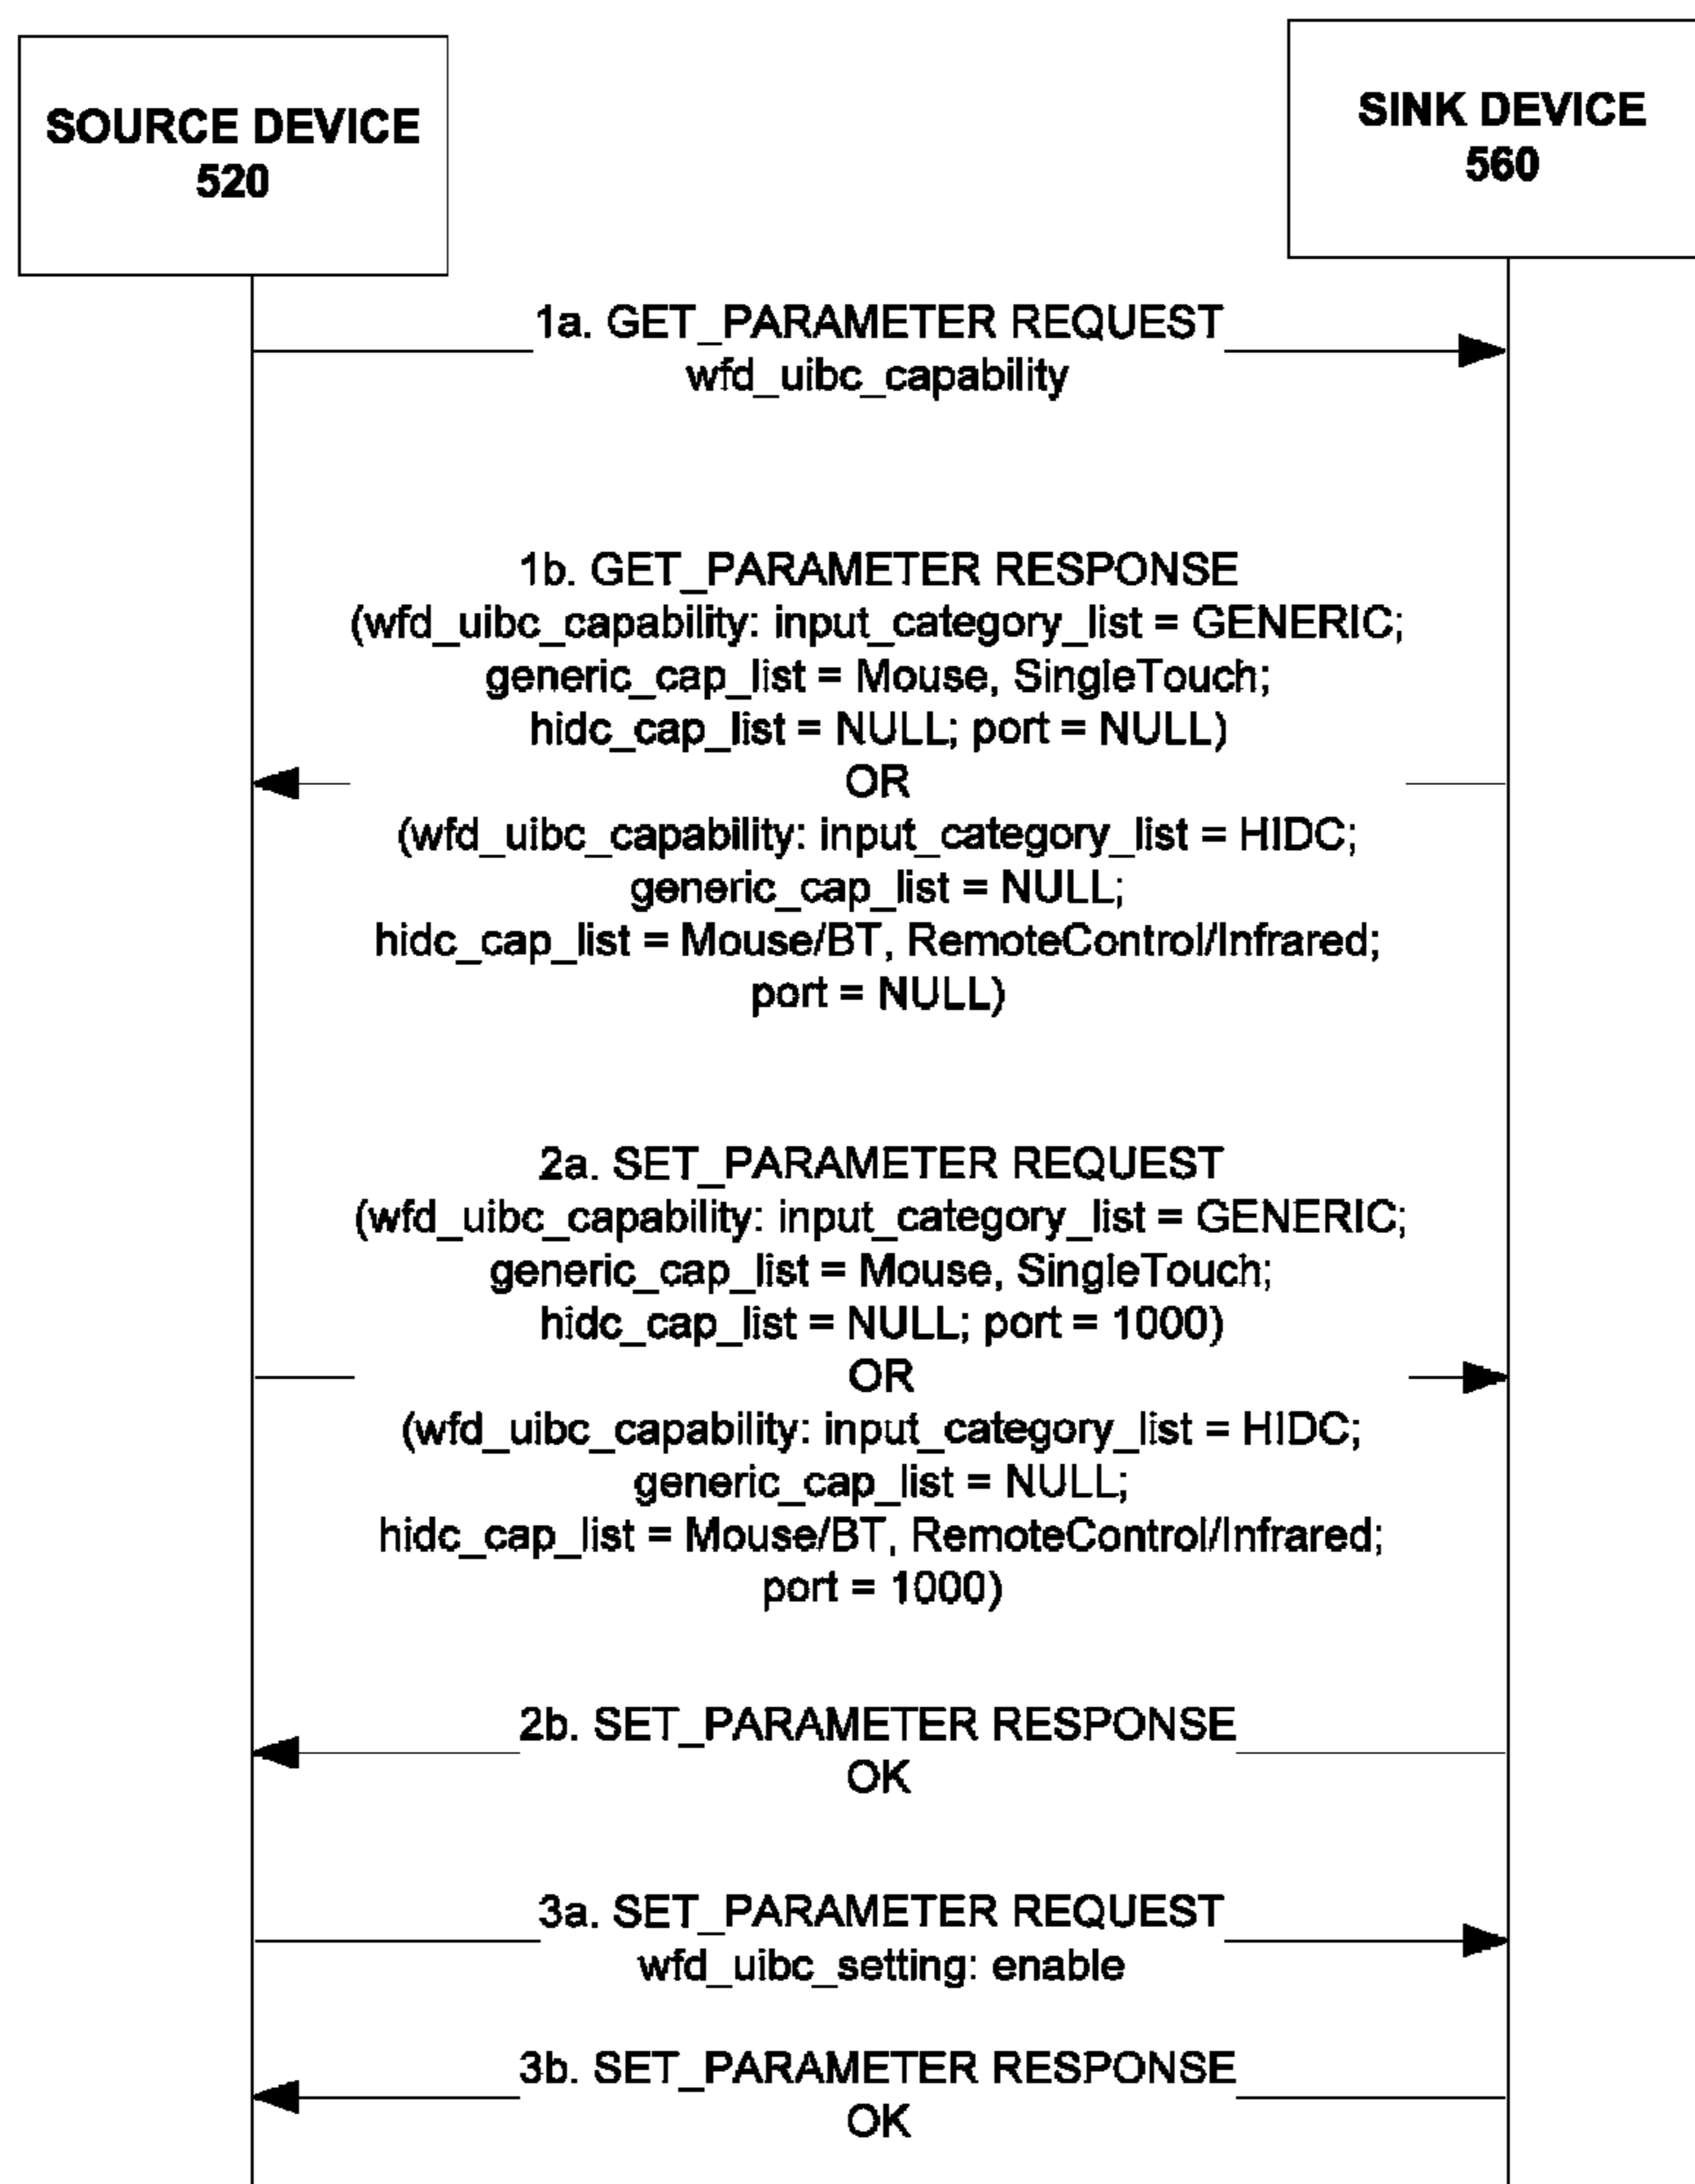 SOURCE DEVICE
520
SINK DEVICE
560
1a. GET_PARAMETER REQUEST
wfd_uibc_capability
1b. GET_PARAMETER RESPONSE
(wfd_uibc_capability: input_category_list = GENERIC;
generic_cap_list = Mouse, SingleTouch;
hidc_cap_list = NULL; port = NULL)
OR
(wfd_uibc_capability: input_category_list = HIDC;
generic_cap_list = NULL;
hidc_cap_list = Mouse/BT, RemoteControl/Infrared;
port = NULL)
2a. SET_PARAMETER REQUEST
(wfd_uibc_capability: input_category_list = GENERIC;
generic_cap_list = Mouse, SingleTouch;
hidc_cap_list = NULL; port = 1000)
OR
(wfd_uibc_capability: input_category_list = HIDC;
generic_cap_list = NULL;
hidc_cap_list = Mouse/BT, RemoteControl/Infrared;
port = 1000)
2b. SET_PARAMETER RESPONSE
OK
3a. SET_PARAMETER REQUEST
wfd_uibc_setting: enable
3b. SET_PARAMETER RESPONSE
OK